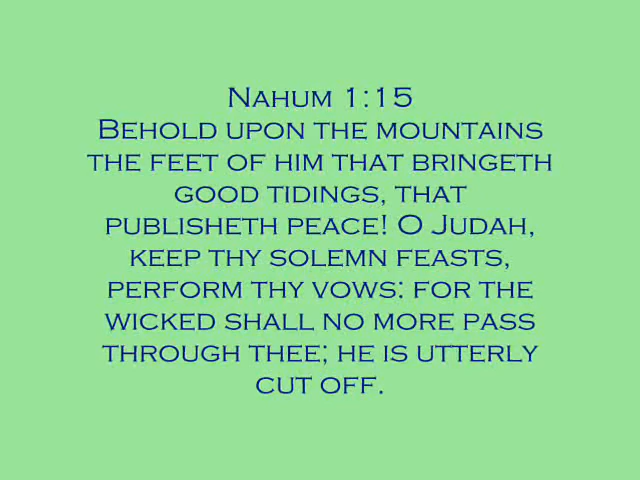 Nahum 1:15
Behold upon the mountains
the feet of him that bringeth
good tidings, that
publisheth peace! O Judah,
keep thy solemn feasts,
perform thy vows: for the
wicked shall no more pass
through thee; he is utterly
cut off.